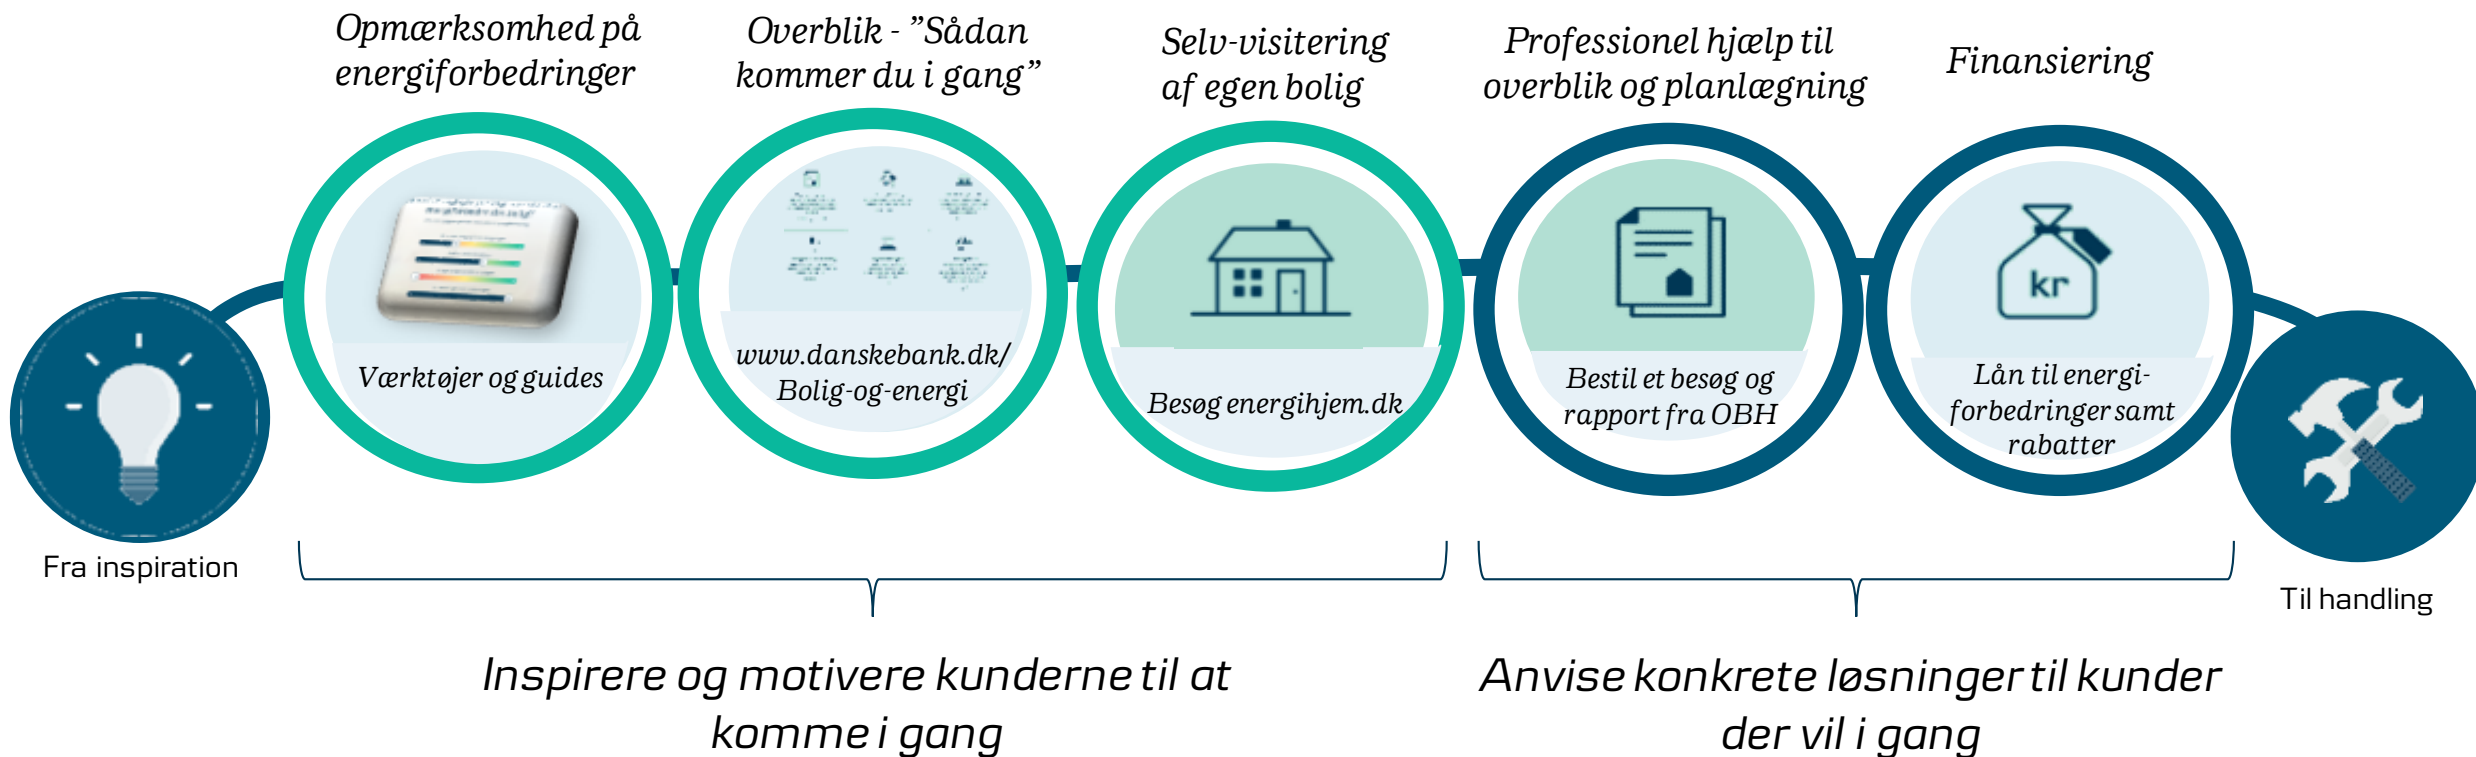 Opmærksomhed på
energiforbedringer
Overblik - ”Sådan
kommer du i gang”
Selv-visitering
af egen bolig
Professionel hjælp til
overblik og planlægning
Finansiering
Værktøjer og guides
www.danskebank.dk/
Bolig-og-energi
Besøg energihjem.dk
Bestil et besøg og
rapport fra OBH
kr
Lån til energi-
forbedringer samt
rabatter
Fra inspiration
Til handling
Inspirere og motivere kunderne til at
komme i gang
Anvise konkrete løsninger til kunder
der vil i gang